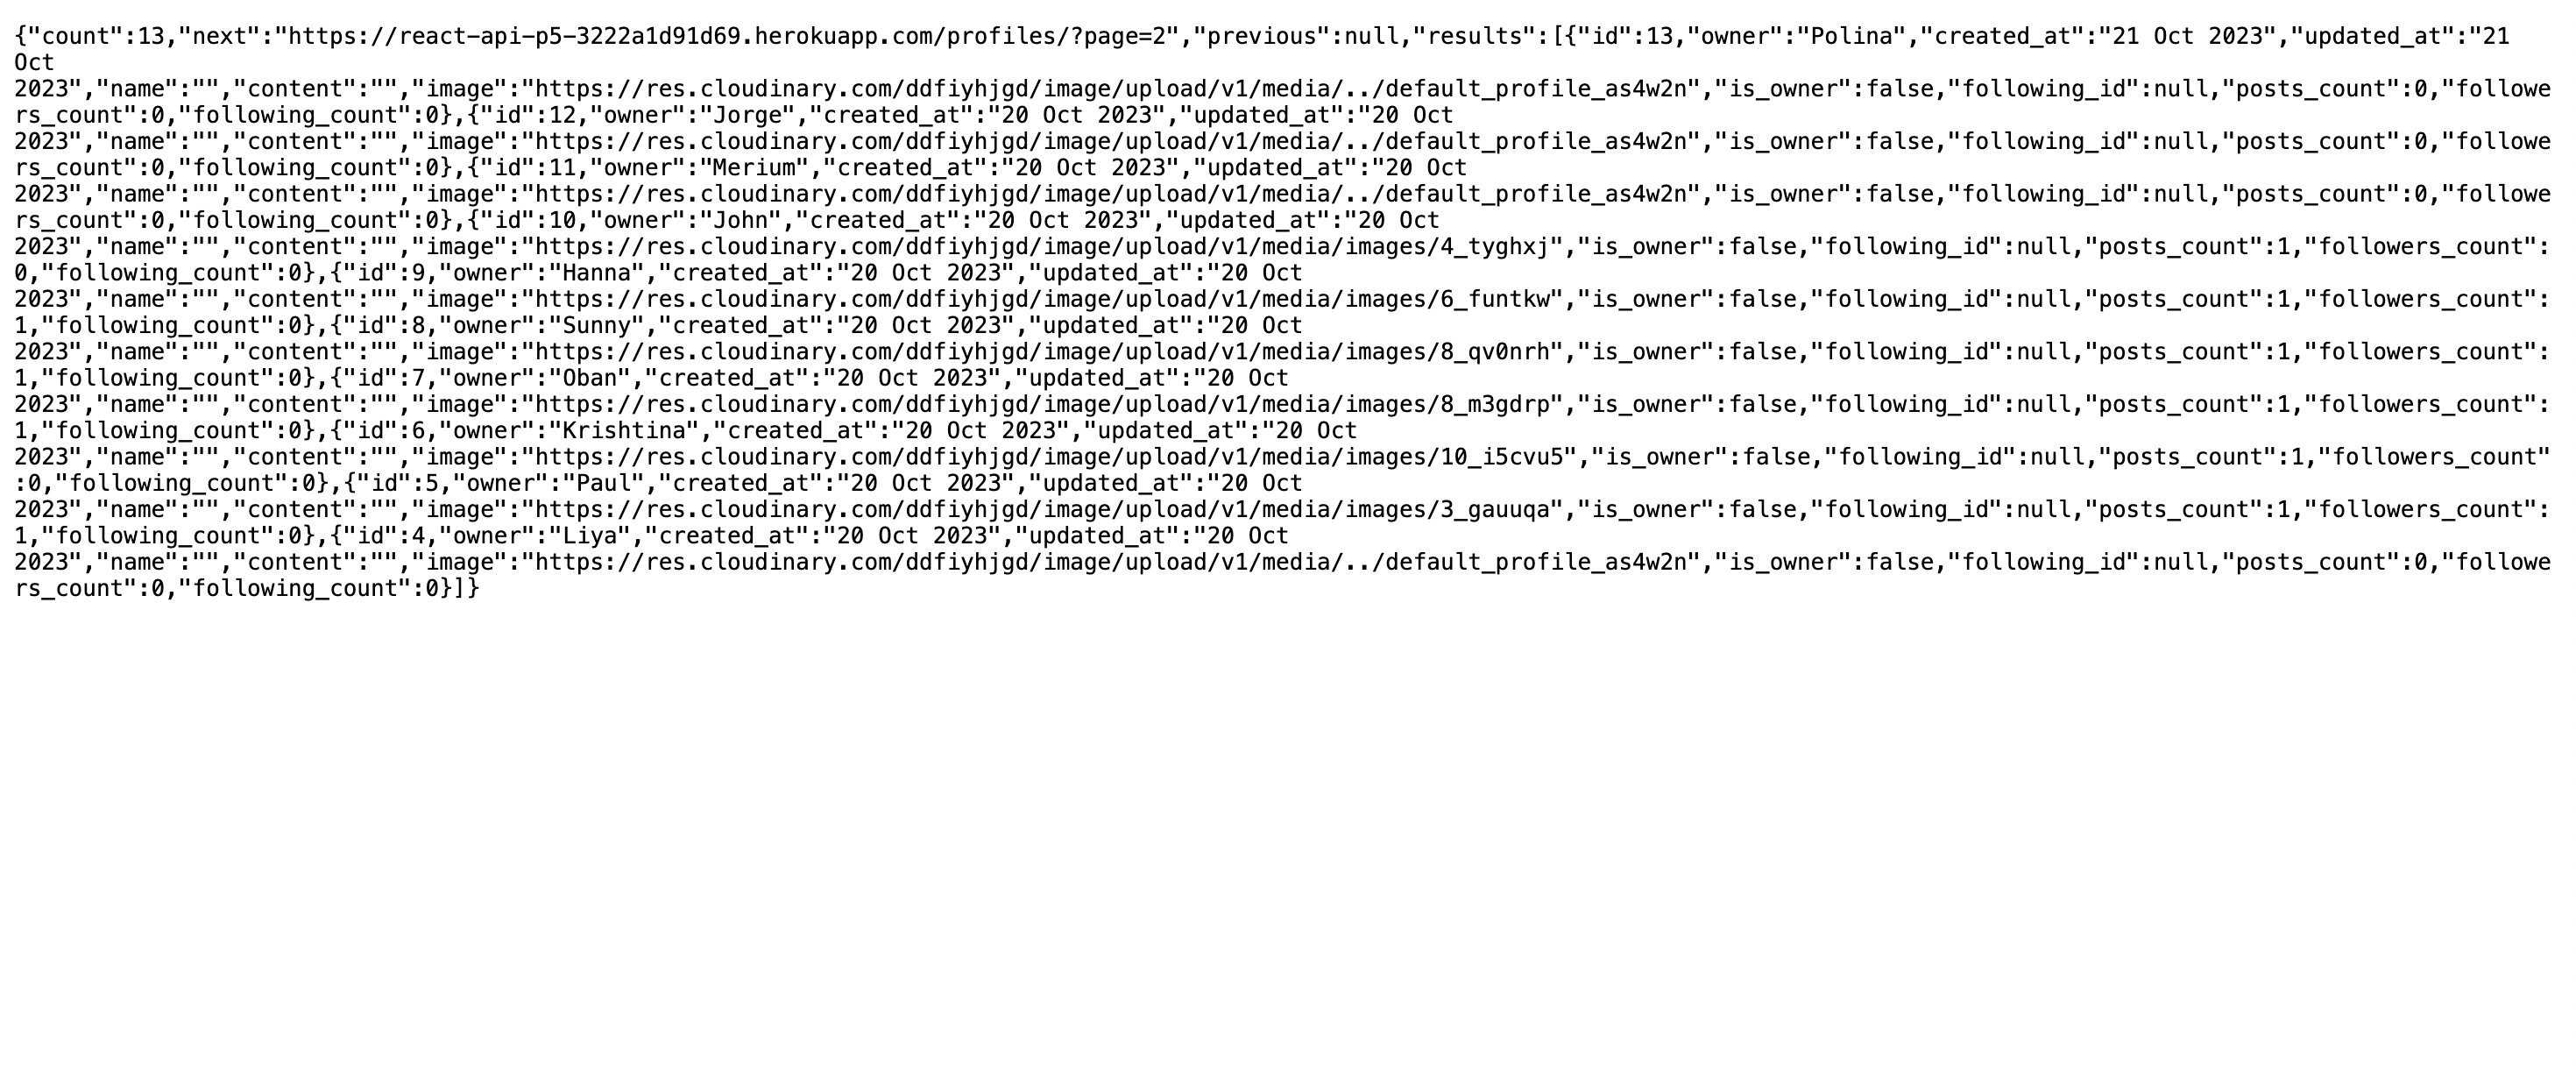 {"count":13,"next":"https://react-api-p5-3222a1d91d69.herokuapp.com/profiles/?page=2","previous":null,"results":[{"id":13,"owner":"Polina","created_at":"21 Oct 2023","updated_at":"21
Oct
2023","name":"","content":"","image":"https://res.cloudinary.com/ddfiyhjgd/image/upload/v1/media/../default_profile_as4w2n","is_owner":false,"following_id":null,"posts_count":0,"followe
rs_count":0,"following_count":0},{"id":12,"owner":"Jorge","created_at":"20 Oct 2023","updated_at":"20 Oct
2023","name":"","content":"","image":"https://res.cloudinary.com/ddfiyhjgd/image/upload/v1/media/../default_profile_as4w2n","is_owner":false,"following_id":null,"posts_count":0,"followe
rs_count":0,"following_count":0},{"id":11,"owner":"Merium","created_at":"20 Oct 2023","updated_at":"20 Oct
2023","name":"","content":"","image":"https://res.cloudinary.com/ddfiyhjgd/image/upload/v1/media/../default_profile_as4w2n","is_owner":false,"following_id":null,"posts_count":0,"followe
rs_count":0,"following_count":0},{"id":10,"owner":"John","created_at":"20 Oct 2023","updated_at":"20 Oct
2023","name":"","content":"","image":"https://res.cloudinary.com/ddfiyhjgd/image/upload/v1/media/images/4_tyghxj","is_owner":false,"following_id":null,"posts_count":1,"followers_count":
0,"following_count":0},{"id":9,"owner":"Hanna","created_at":"20 Oct 2023","updated_at":"20 Oct
2023","name":"","content":"","image":"https://res.cloudinary.com/ddfiyhjgd/image/upload/v1/media/images/6_funtkw","is_owner":false,"following_id":null,"posts_count":1,"followers_count":
1,"following_count":0},{"id":8,"owner":"Sunny","created_at":"20 Oct 2023","updated_at":"20 Oct
2023","name":"","content":"","image":"https://res.cloudinary.com/ddfiyhjgd/image/upload/v1/media/images/8_qv0nrh","is_owner":false,"following_id":null,"posts_count":1,"followers_count":
1,"following_count":0},{"id":7,"owner":"Oban","created_at":"20 Oct 2023","updated_at":"20 Oct
2023","name":"","content":"","image":"https://res.cloudinary.com/ddfiyhjgd/image/upload/v1/media/images/8_m3gdrp","is_owner":false,"following_id":null,"posts_count":1,"followers_count":
1,"following_count":0},{"id":6,"owner":"Krishtina","created_at":"20 Oct 2023","updated_at":"20 Oct
2023","name":"","content":"","image":"https://res.cloudinary.com/ddfiyhjgd/image/upload/v1/media/images/10_i5cvu5","is_owner":false,"following_id":null,"posts_count":1,"followers_count"
:0,"following_count":0},{"id":5,"owner":"Paul","created_at":"20 Oct 2023","updated_at":"20 Oct
2023","name":"","content":"","image":"https://res.cloudinary.com/ddfiyhjgd/image/upload/v1/media/images/3_gauuqa","is_owner":false,"following_id":null,"posts_count":1,"followers_count":
1,"following_count":0},{"id":4,"owner":"Liya","created_at":"20 Oct 2023","updated_at":"20 Oct
2023","name":"","content":"","image":"https://res.cloudinary.com/ddfiyhjgd/image/upload/v1/media/../default_profile_as4w2n","is_owner":false,"following_id":null,"posts_count":0,"followe
rs_count":0,"following_count":0}]}